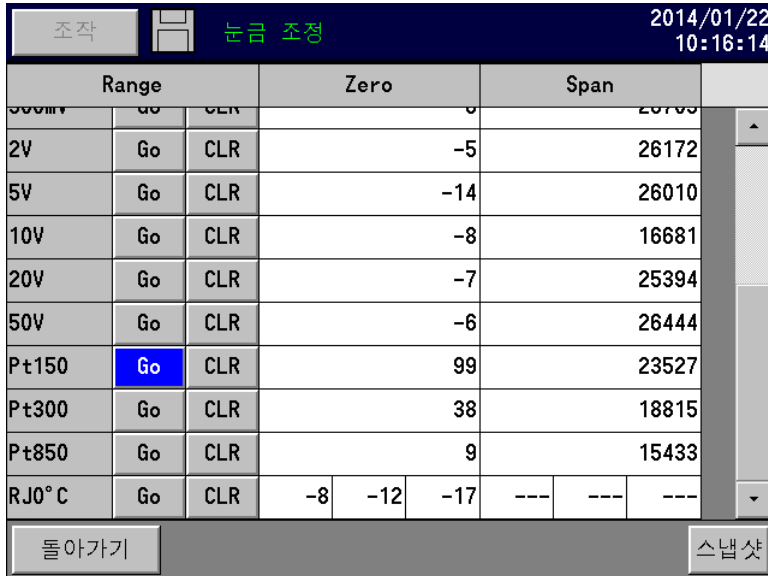 조작 눈금 조정 2014/01/22
10:16:14
Range Zero Span
2V Go CLR -5 26172
5V Go CLR -14 26010
10V Go CLR -8 16681
20V Go CLR -7 25394
50V Go CLR -6 26444
Pt150 Go CLR 99 23527
Pt300 Go CLR 38 18815
Pt850 Go CLR 9 15433
RJ0°C Go CLR -8 -12 -17 --- --- ---
돌아가기 스냅샷